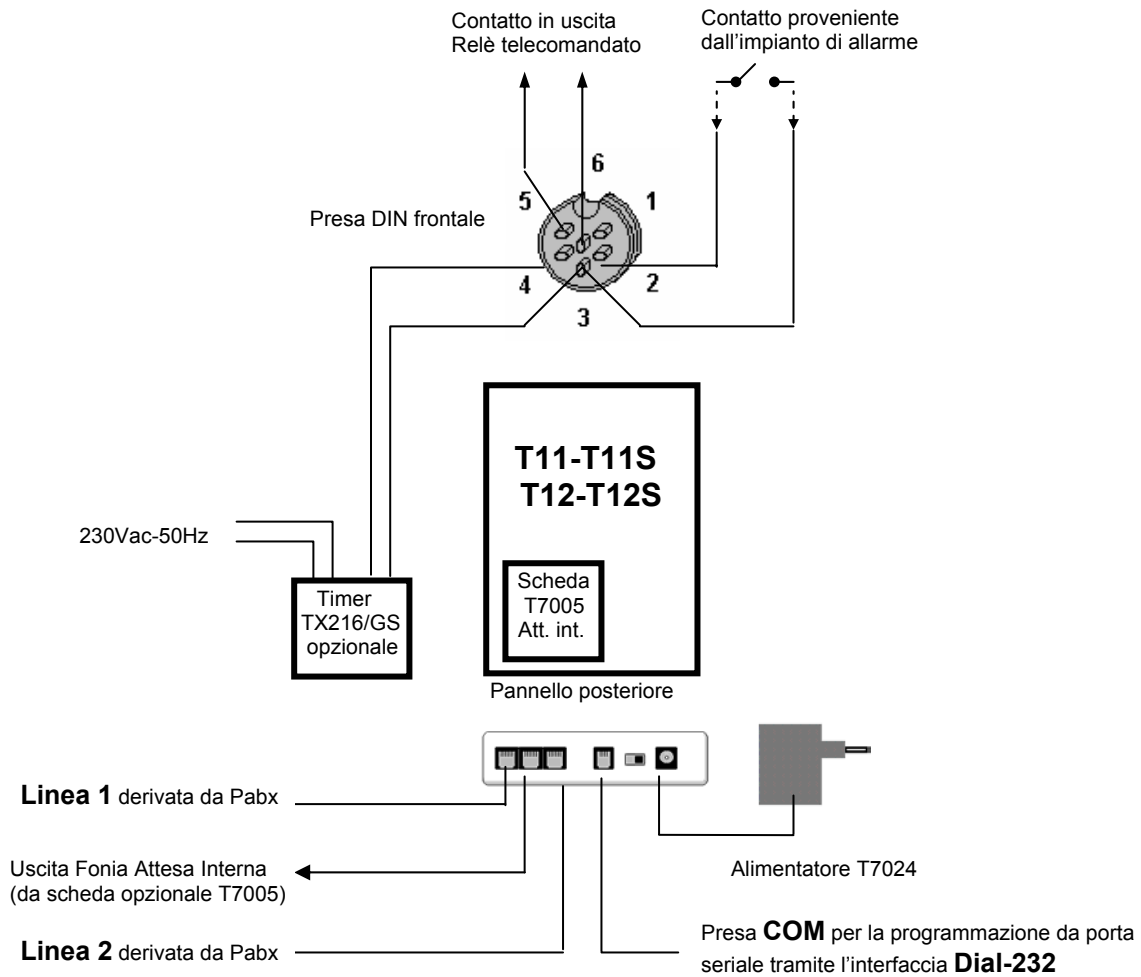 Contatto in uscita
Relè telecomandato
Contatto proveniente
dall'impianto di allarme
6
5
1
Presa DIN frontale
4
2
3
T11-T11S
T12-T12S
230Vac-50Hz
Timer
TX216/GS
opzionale
Scheda
T7005
Att. int.
Pannello posteriore
Linea 1 derivata da Pabx
Uscita Fonia Attesa Interna
(da scheda opzionale T7005)
Alimentatore T7024
Linea 2 derivata da Pabx
Presa COM per la programmazione da porta
seriale tramite l'interfaccia Dial-232